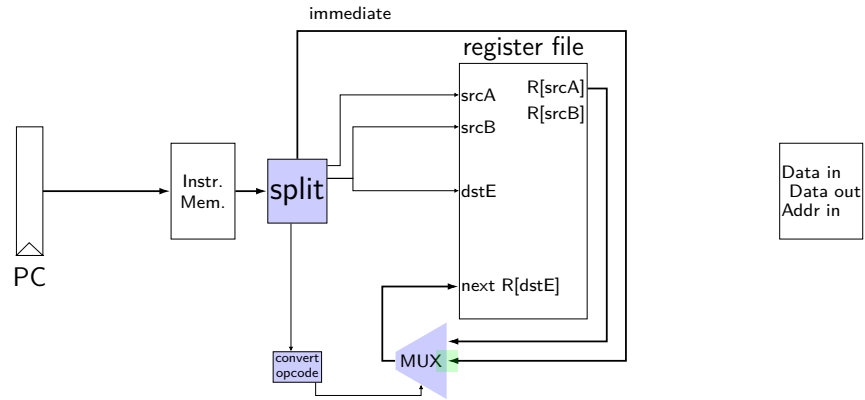 immediate
register file
srcA
R[srcA]
R[srcB]
srcB
Instr.
Mem.
split
dstE
Data in
Data out
Addr in
PC
next R[dstE]
convert
opcode
MUX